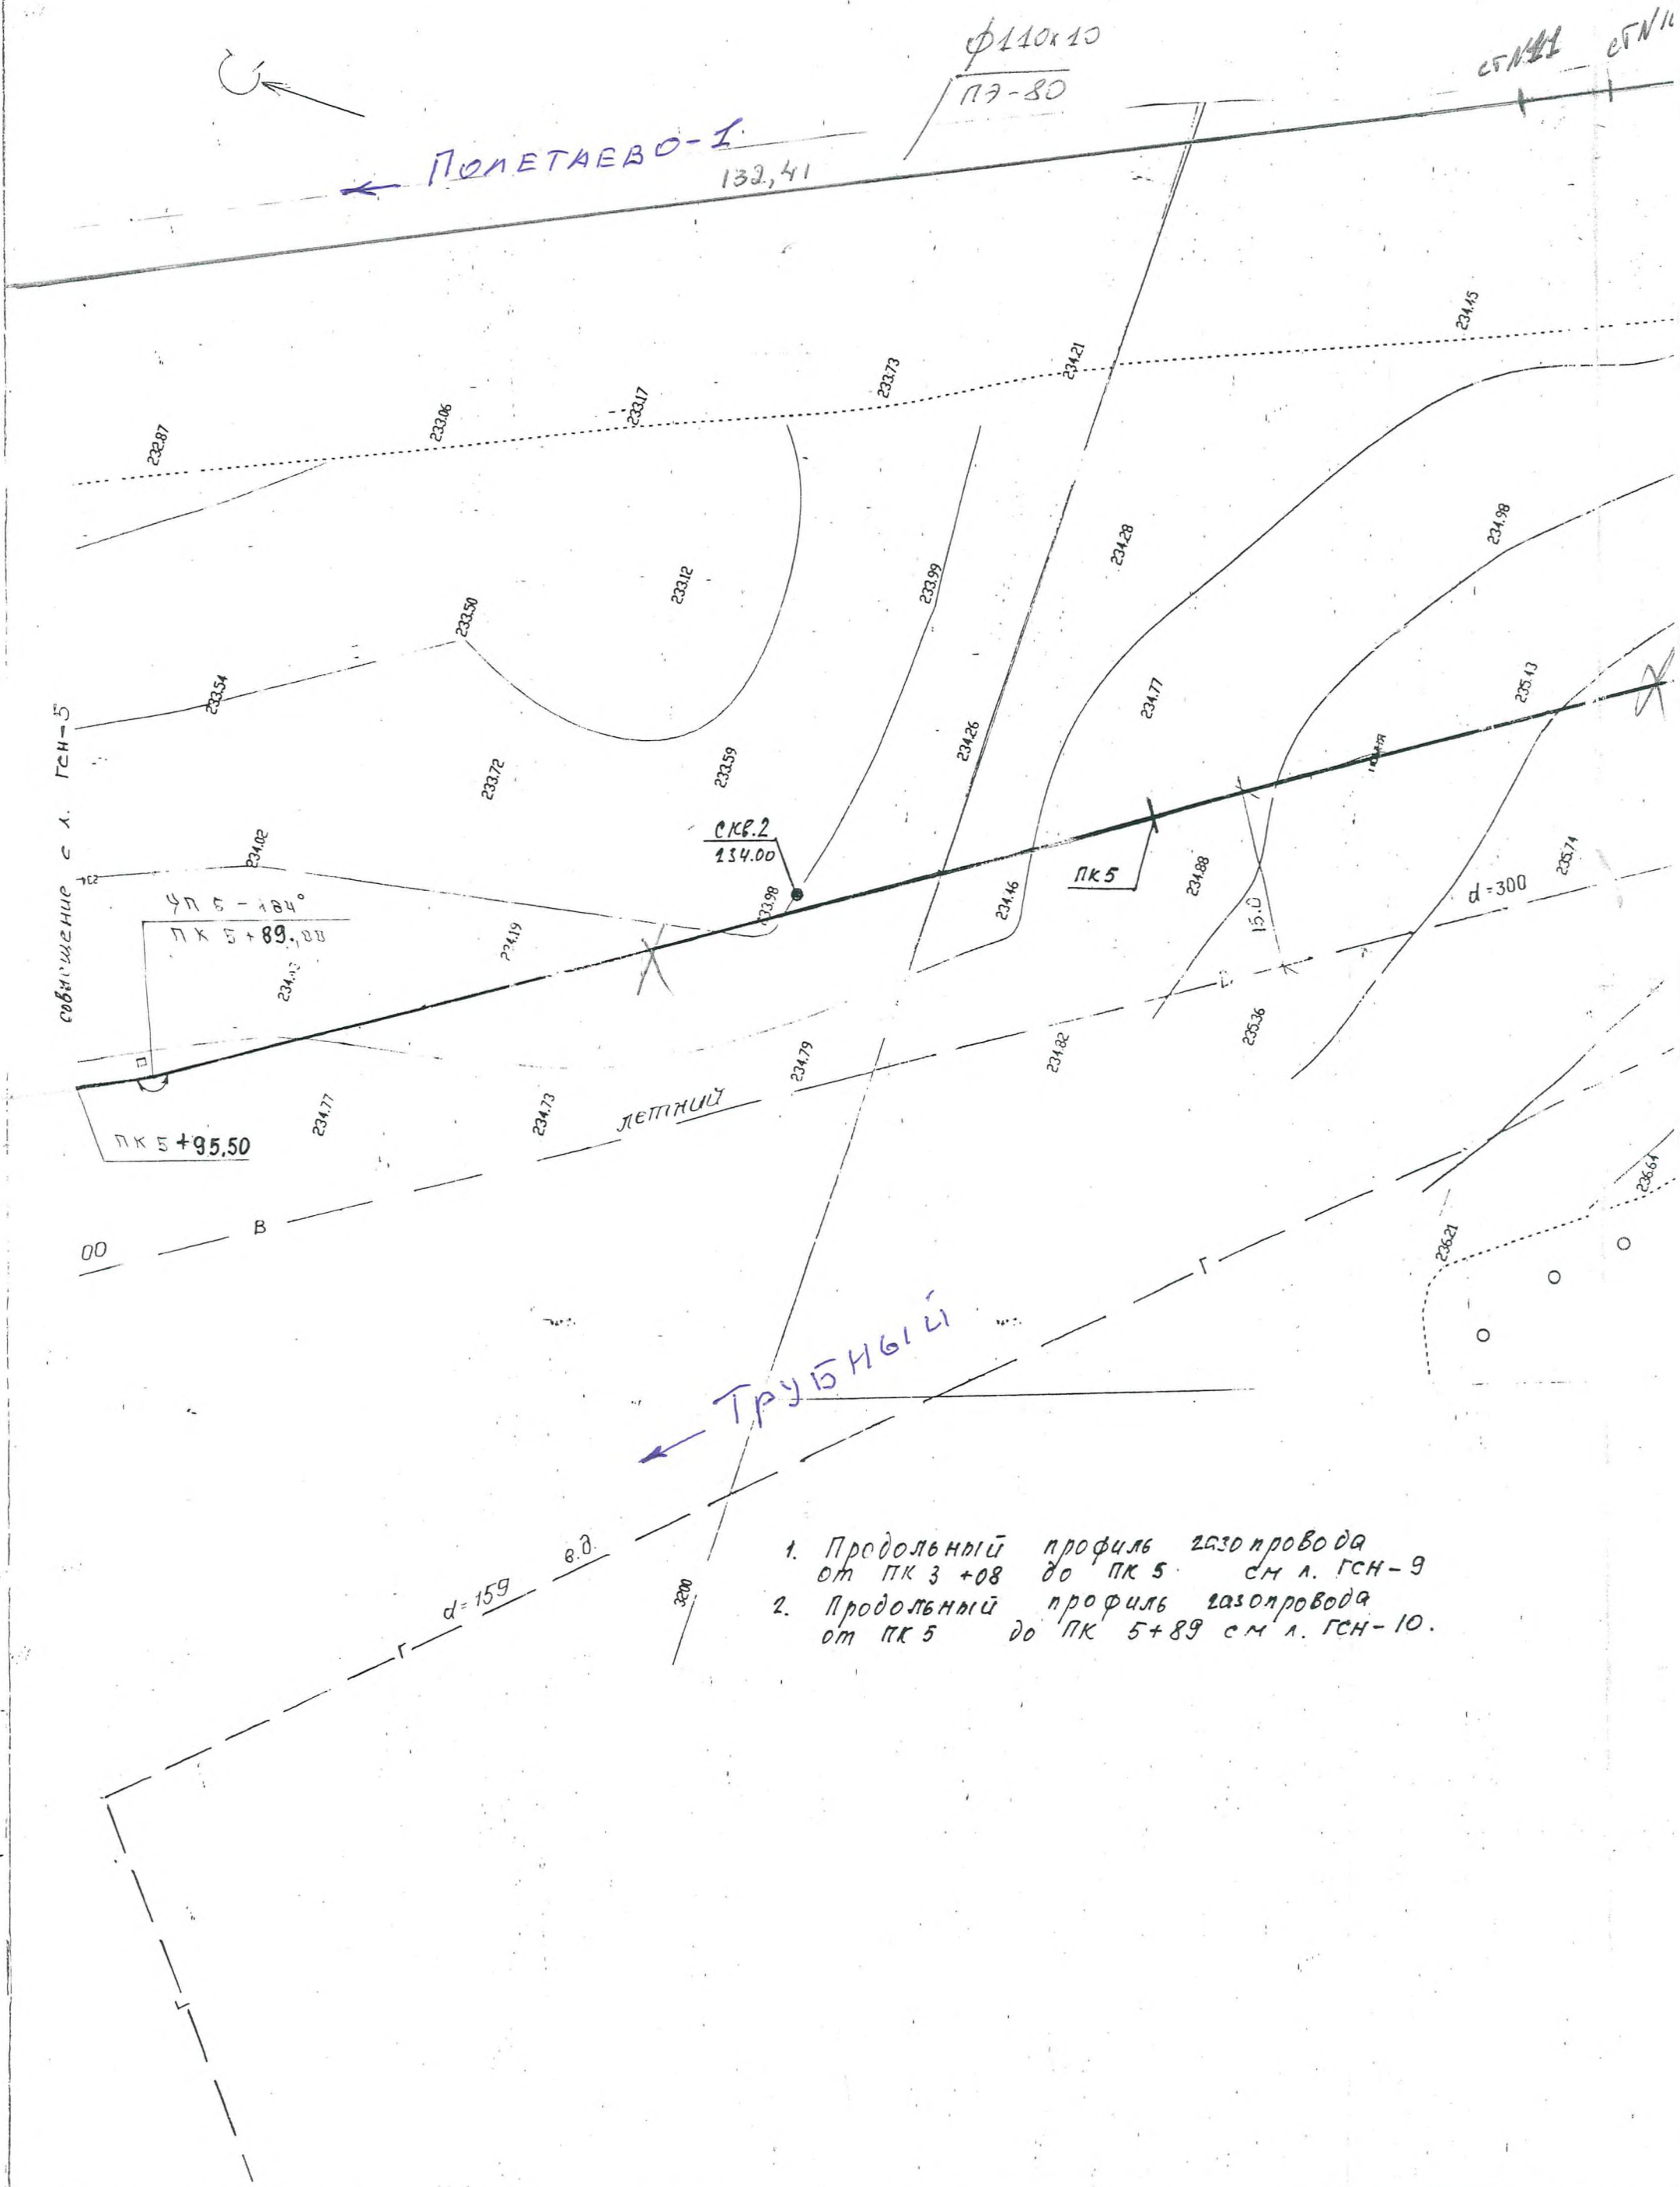 ф110х10
ПЭ-80
ст N11
ст N
С
ПОЛЕТАЕВО-1
132,41
234.45
234.21
233.73
233.17
233.06
232.87
234.98
234.28
233.99
233.12
233.50
233.54
235.43
234.77
234.26
233.59
233.72
234.02
совмещение с л. ГСН-5
СКВ.2
234.00
ПК5
234.88
15.0
d=300
235.74
233.98
234.46
234.19
УП 5
ПК 5+89,00
235.36
234.82
234.79
летний
234.73
234.77
ПК 5+95,50
В
00
236.64
236.21
Г
ТРУБНЫЙ
в.д.
d=159
Г
3200
1. Продольный профиль газопровода
от ПК 3 +08 до ПК 5 см л. ГСН-9
2. Продольный профиль газопровода
от ПК 5 до ПК 5+89 см л. ГСН-10.
Г